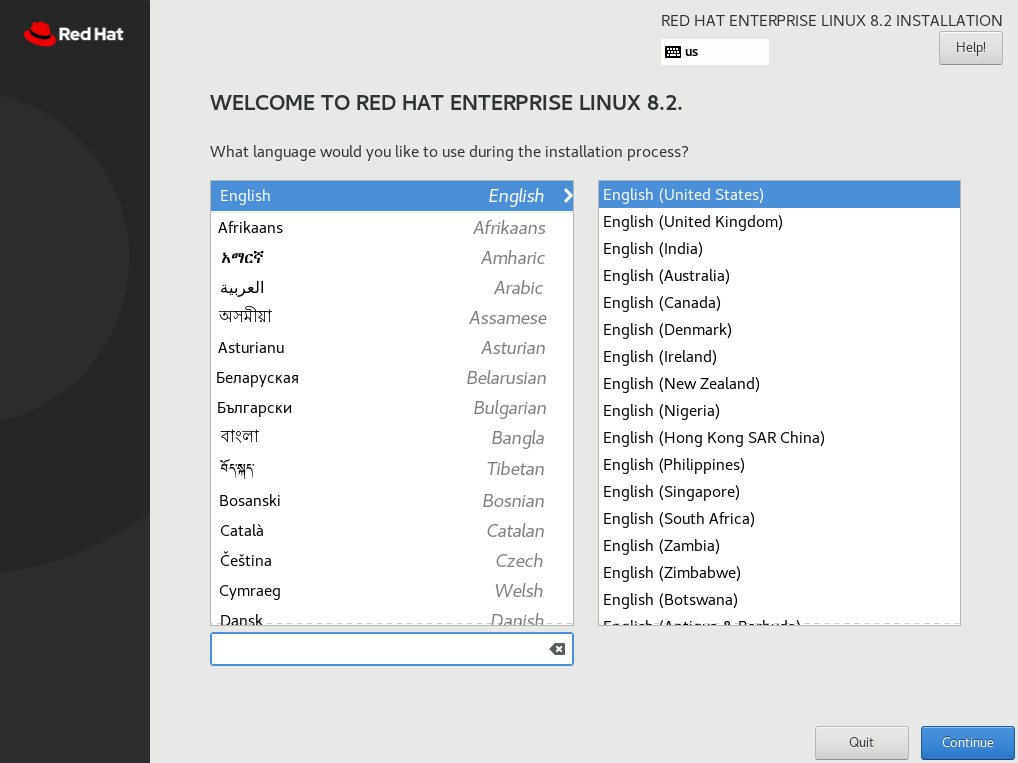 Red Hat
RED HAT ENTERPRISE LINUX 8.2 INSTALLATION
us
Help!
WELCOME TO RED HAT ENTERPRISE LINUX 8.2.
What language would you like to use during the installation process?
English English
Afrikaans Afrikaans
አማርኛ Amharic
العربية Arabic
অসমীয়া Assamese
Asturianu Asturian
Беларуская Belarusian
Български Bulgarian
বাংলা Bangla
བོད་སྐད་ Tibetan
Bosanski Bosnian
Català Catalan
Čeština Czech
Cymraeg Welsh
Dansk Danish
English (United States)
English (United Kingdom)
English (India)
English (Australia)
English (Canada)
English (Denmark)
English (Ireland)
English (New Zealand)
English (Nigeria)
English (Hong Kong SAR China)
English (Philippines)
English (Singapore)
English (South Africa)
English (Zambia)
English (Zimbabwe)
English (Botswana)
English (Antigua & Barbuda)
Quit Continue